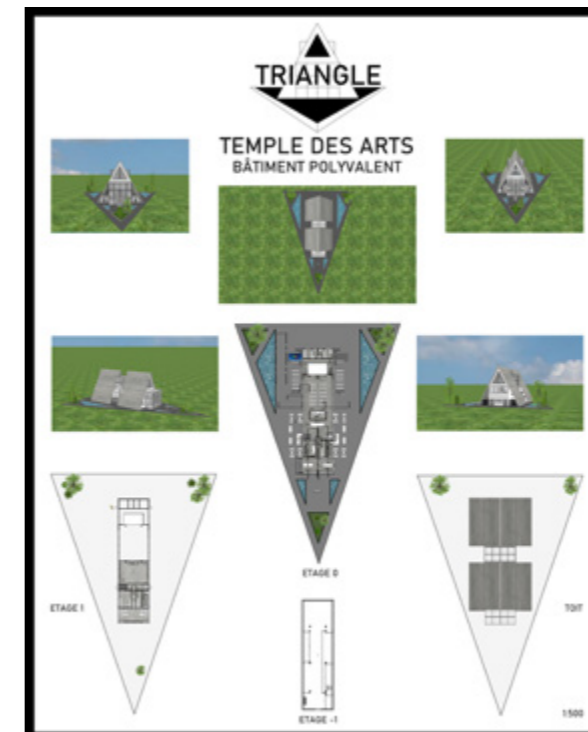 TRIANGLE
TEMPLE DES ARTS
BÂTIMENT POLYVALENT
ETAGE 0
ETAGE 1
TOIT
ETAGE -1
1:500